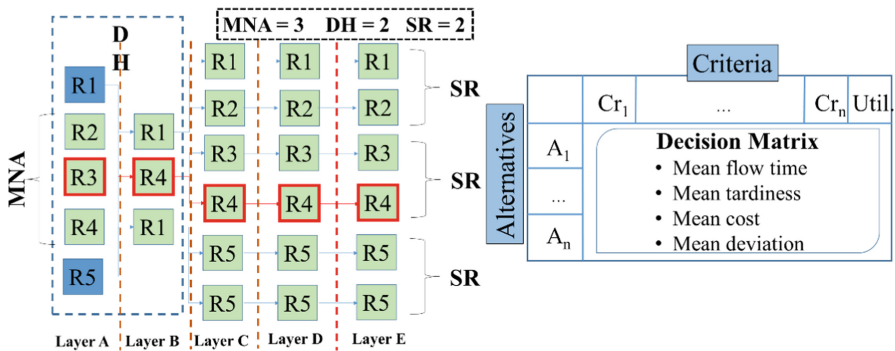 MNA = 3 DH = 2 SR = 2
D
H
MNA
R1
R2
R3
R4
R5
R1
R4
R1
R1
R2
R3
R4
R5
R5
R1
R2
R3
R4
R5
R5
R1
R2
R3
R4
R5
R5
SR
SR
SR
Layer A Layer B Layer C Layer D Layer E
Criteria
Alternatives
Cr1 ... Crn Util.
A1
...
An
Decision Matrix
• Mean flow time
• Mean tardiness
• Mean cost
• Mean deviation